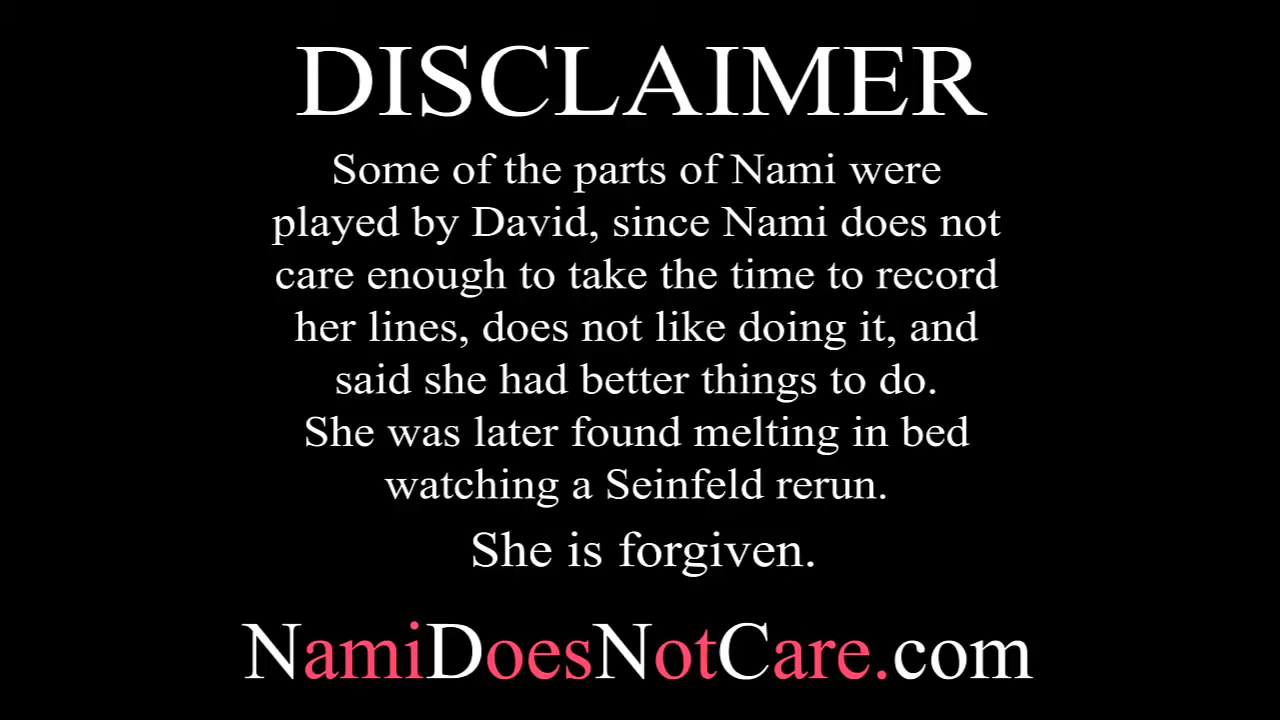 DISCLAIMER
Some of the parts of Nami were
played by David, since Nami does not
care enough to take the time to record
her lines, does not like doing it, and
said she had better things to do.
She was later found melting in bed
watching a Seinfeld rerun.
She is forgiven.
NamiDoesNotCare.com